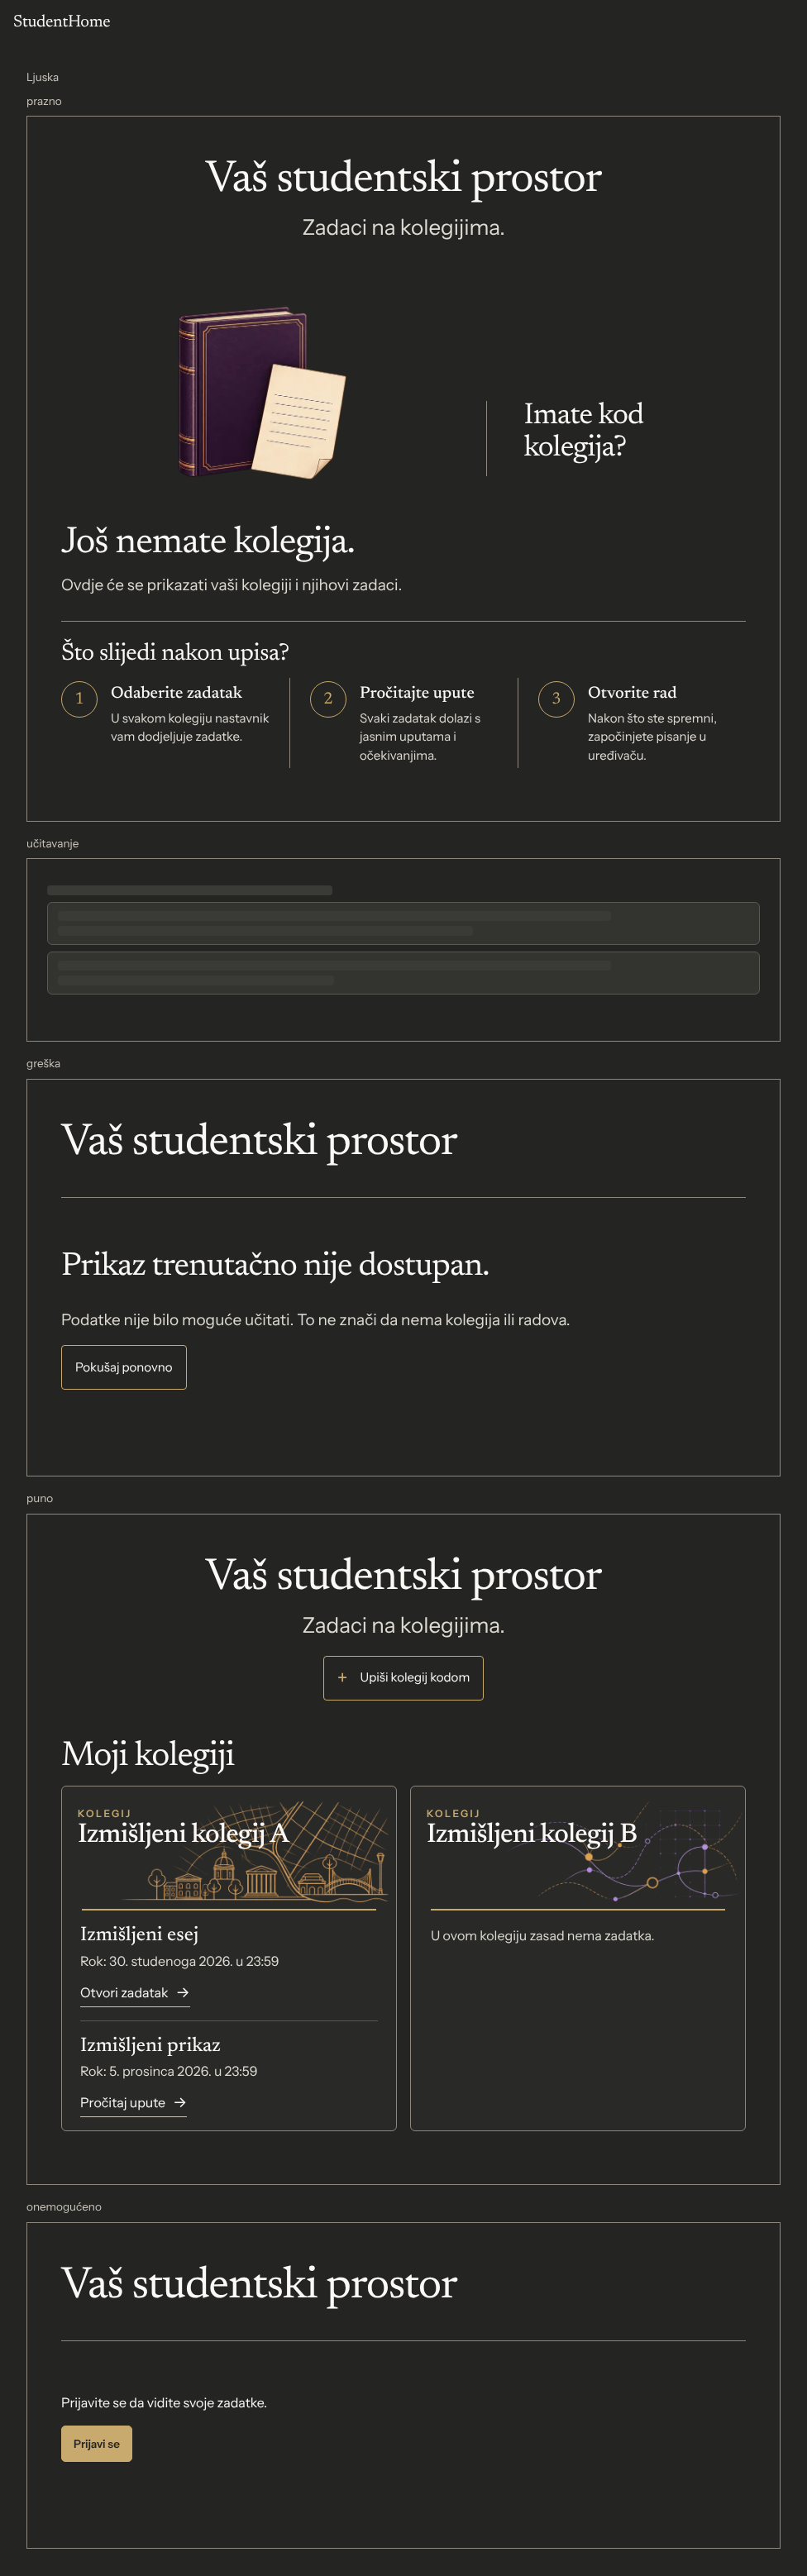 StudentHome
Ljuska
prazno
Vaš studentski prostor
Zadaci na kolegijima.
Imate kod
kolegija?
Još nemate kolegija.
Ovdje će se prikazati vaši kolegiji i njihovi zadaci.
Što slijedi nakon upisa?
1
Odaberite zadatak
U svakom kolegiju nastavnik
vam dodjeljuje zadatke.
2
Pročitajte upute
Svaki zadatak dolazi s
jasnim uputama i
očekivanjima.
3
Otvorite rad
Nakon što ste spremni,
započinjete pisanje u
uređivaču.
učitavanje
greška
Vaš studentski prostor
Prikaz trenutačno nije dostupan.
Podatke nije bilo moguće učitati. To ne znači da nema kolegija ili radova.
Pokušaj ponovno
puno
Vaš studentski prostor
Zadaci na kolegijima.
+ Upiši kolegij kodom
Moji kolegiji
KOLEGIJ
Izmišljeni kolegij A
Izmišljeni esej
Rok: 30. studenoga 2026. u 23:59
Otvori zadatak →
Izmišljeni prikaz
Rok: 5. prosinca 2026. u 23:59
Pročitaj upute →
KOLEGIJ
Izmišljeni kolegij B
U ovom kolegiju zasad nema zadatka.
onemogućeno
Vaš studentski prostor
Prijavite se da vidite svoje zadatke.
Prijavi se